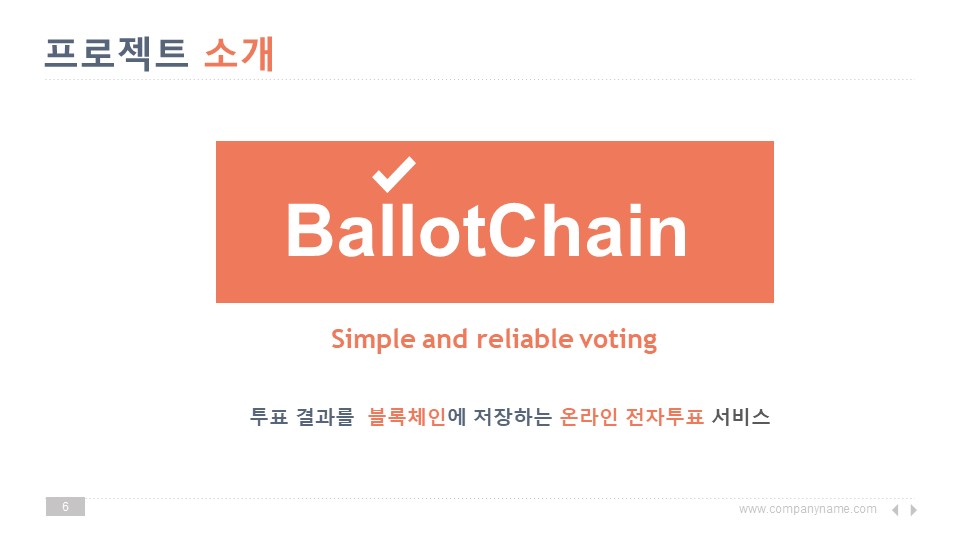 프로젝트 소개
BallotChain
Simple and reliable voting
투표 결과를 블록체인에 저장하는 온라인 전자투표 서비스
6
www.companyname.com